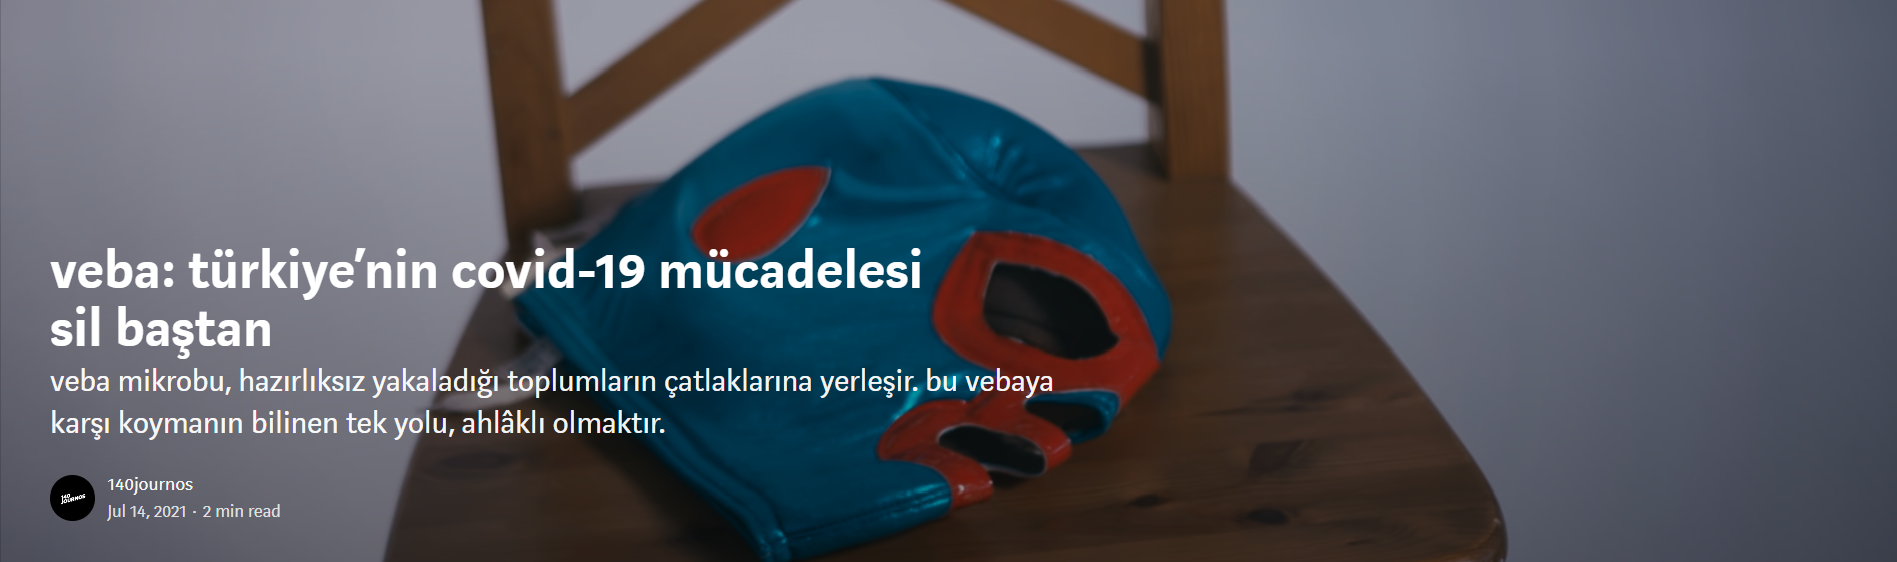 veba: türkiye’nin covid-19 mücadelesi
sil baştan
veba mikrobu, hazırlıksız yakaladığı toplumların çatlaklarına yerleşir. bu vebaya
karşı koymanın bilinen tek yolu, ahlâklı olmaktır.
140
JOURNOS
140journos
Jul 14, 2021 · 2 min read